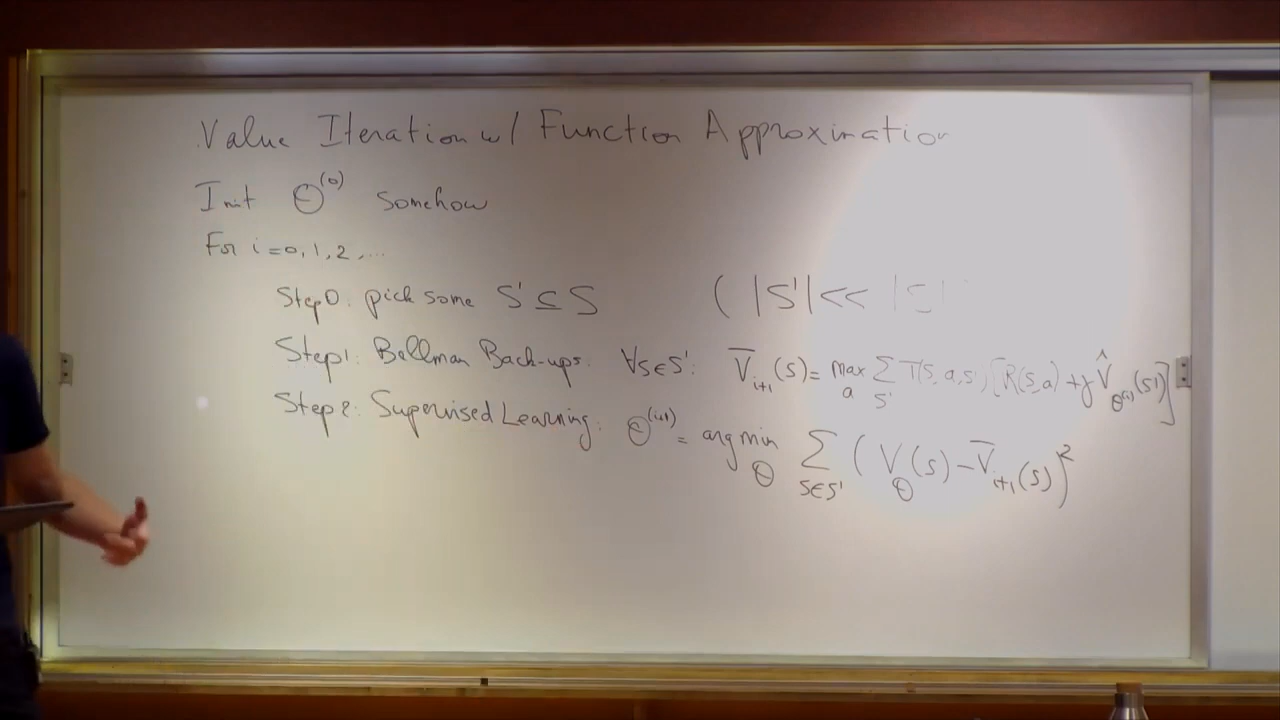 Value Iteration w/ Function Approximation
Init Θ^(0) somehow
For i=0,1,2,...
Step 0: pick some S' ⊆ S ( |S'| << |S|
Step 1: Bellman Back-ups: ∀s∈S': V̄_{i+1}(s) = max_a Σ_{s'} T(s,a,s') [R(s,a) + γ V̂_{Θ^(i)}(s')]
Step 2: Supervised Learning: Θ^(i+1) = arg min_Θ Σ_{s∈S'} (V_Θ(s) − V̄_{i+1}(s))^2